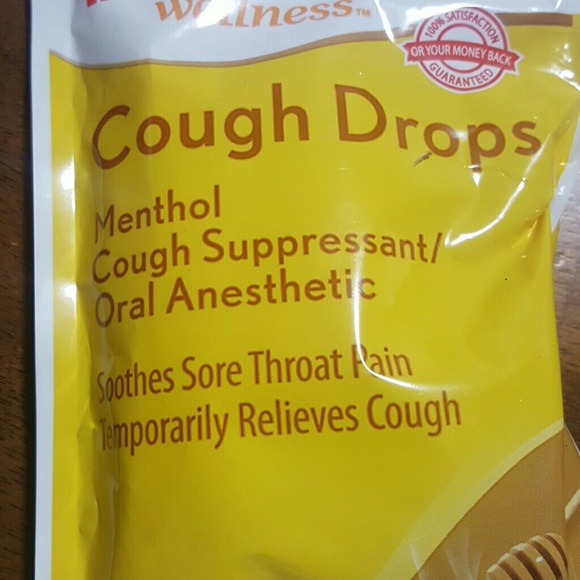 wellness™
100% SATISFACTION
OR YOUR MONEY BACK
GUARANTEED
Cough Drops
Menthol
Cough Suppressant/
Oral Anesthetic
Soothes Sore Throat Pain
Temporarily Relieves Cough